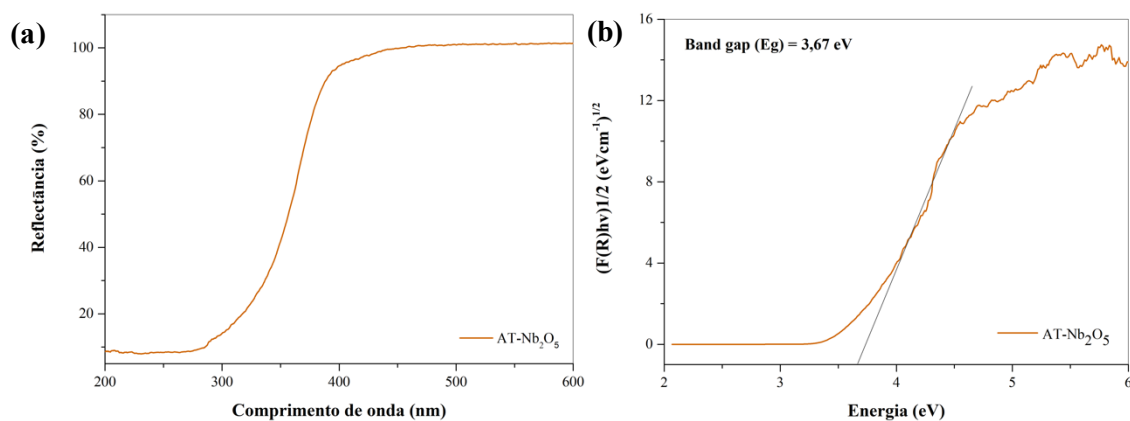 (a)
100
80
60
40
20
200
300
400
500
600
Reflectância (%)
Comprimento de onda (nm)
AT-Nb₂O₅
(b)
Band gap (Eg) = 3,67 eV
16
14
12
8
4
0
2
3
4
5
6
(F(R)hv)1/2 (eVcm⁻¹)¹/²
Energia (eV)
AT-Nb₂O₅